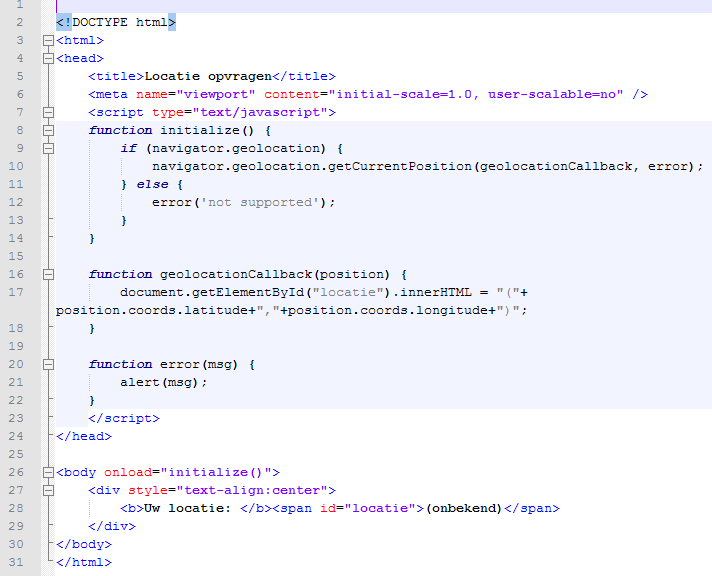 1
2 <!DOCTYPE html>
3 <html>
4 <head>
5     <title>Locatie opvragen</title>
6     <meta name="viewport" content="initial-scale=1.0, user-scalable=no" />
7     <script type="text/javascript">
8     function initialize() {
9         if (navigator.geolocation) {
10             navigator.geolocation.getCurrentPosition(geolocationCallback, error);
11         } else {
12             error('not supported');
13         }
14     }
15
16     function geolocationCallback(position) {
17         document.getElementById("locatie").innerHTML = "("+
position.coords.latitude+","+position.coords.longitude+")";
18     }
19
20     function error(msg) {
21         alert(msg);
22     }
23     </script>
24 </head>
25
26 <body onload="initialize()">
27     <div style="text-align:center">
28         <b>Uw locatie: </b><span id="locatie">(onbekend)</span>
29     </div>
30 </body>
31 </html>